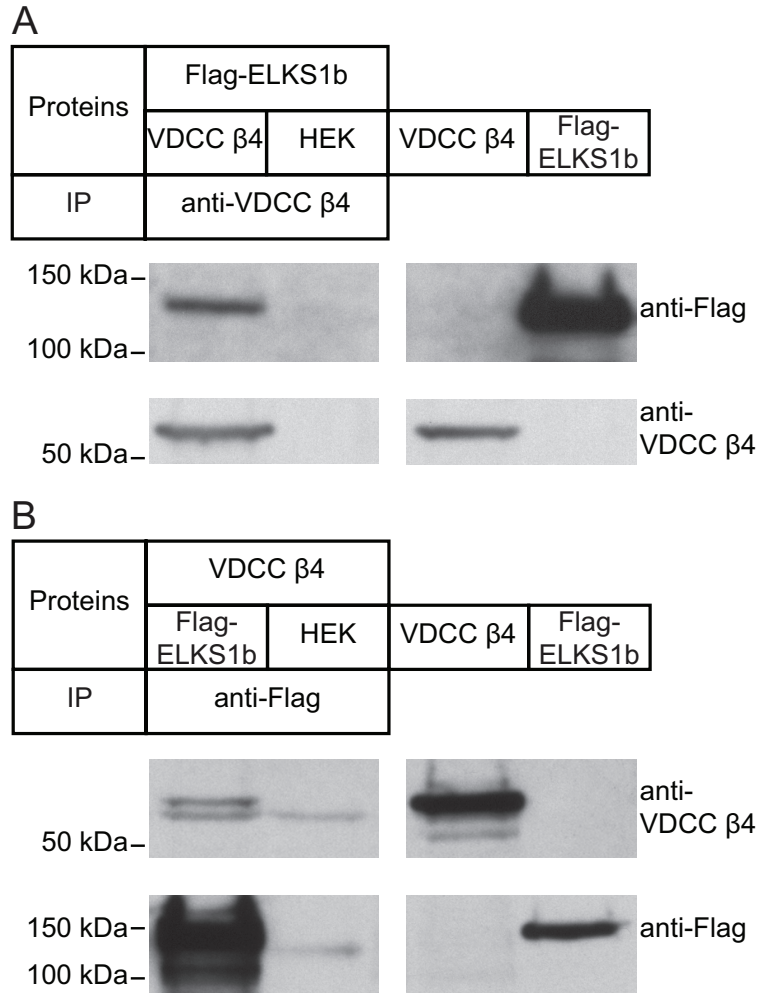 A
Proteins
Flag-ELKS1b
VDCC β4
HEK
VDCC β4
Flag-
ELKS1b
IP
anti-VDCC β4
150 kDa
100 kDa
anti-Flag
50 kDa
anti-
VDCC β4
B
Proteins
VDCC β4
Flag-
ELKS1b
HEK
VDCC β4
Flag-
ELKS1b
IP
anti-Flag
50 kDa
anti-
VDCC β4
150 kDa
100 kDa
anti-Flag